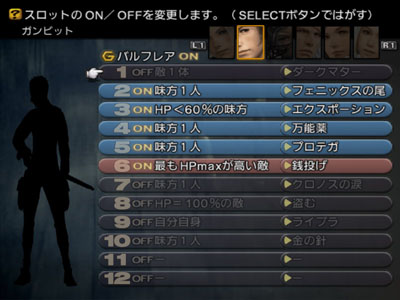 スロットのON／OFFを変更します。（SELECTボタンではがす）
ガンビット
L1 R1
G バルフレア ON
1 OFF 敵1体 ダークマター
2 ON 味方1人 フェニックスの尾
3 ON HP＜60％の味方 エクスポーション
4 ON 味方1人 万能薬
5 ON 味方1人 プロテガ
6 ON 最もHPmaxが高い敵 銭投げ
7 OFF 味方1人 クロノスの涙
8 OFF HP＝100％の敵 盗む
9 OFF 自分自身 ライブラ
10 OFF 味方1人 金の針
11 OFF － －
12 OFF － －